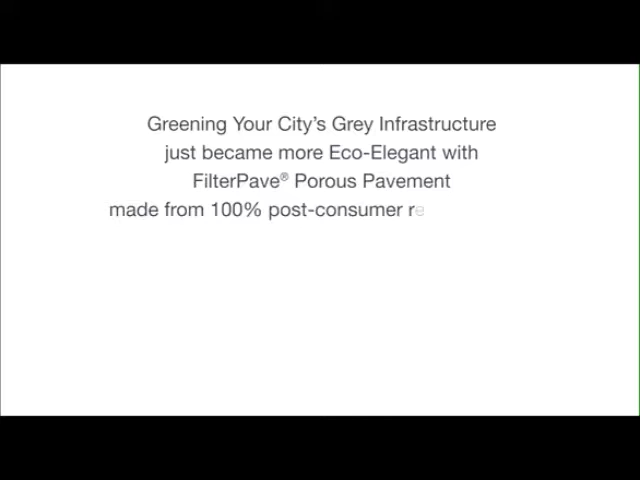 Greening Your City's Grey Infrastructure
just became more Eco-Elegant with
FilterPave® Porous Pavement
made from 100% post-consumer re